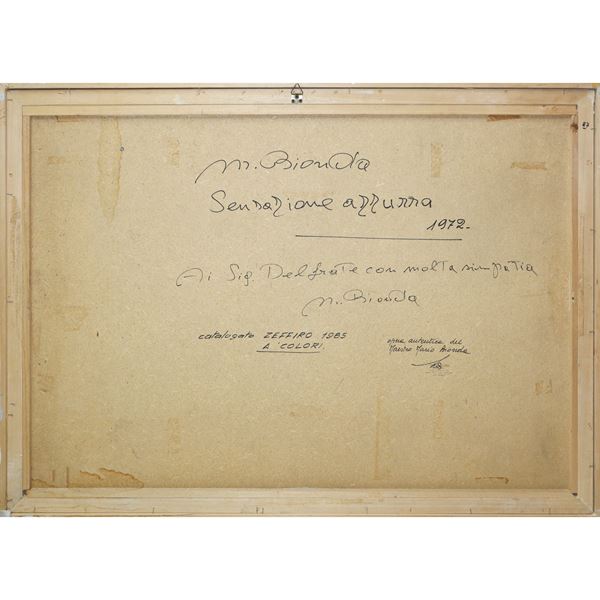 M. Bionda
Sensazione azzurra
1972-
Ai Sig. Delfrate con molta simpatia
M. Bionda
catalogato ZEFFIRO 1985
A COLORI.
opera autentica del
Maestro Mario Bionda